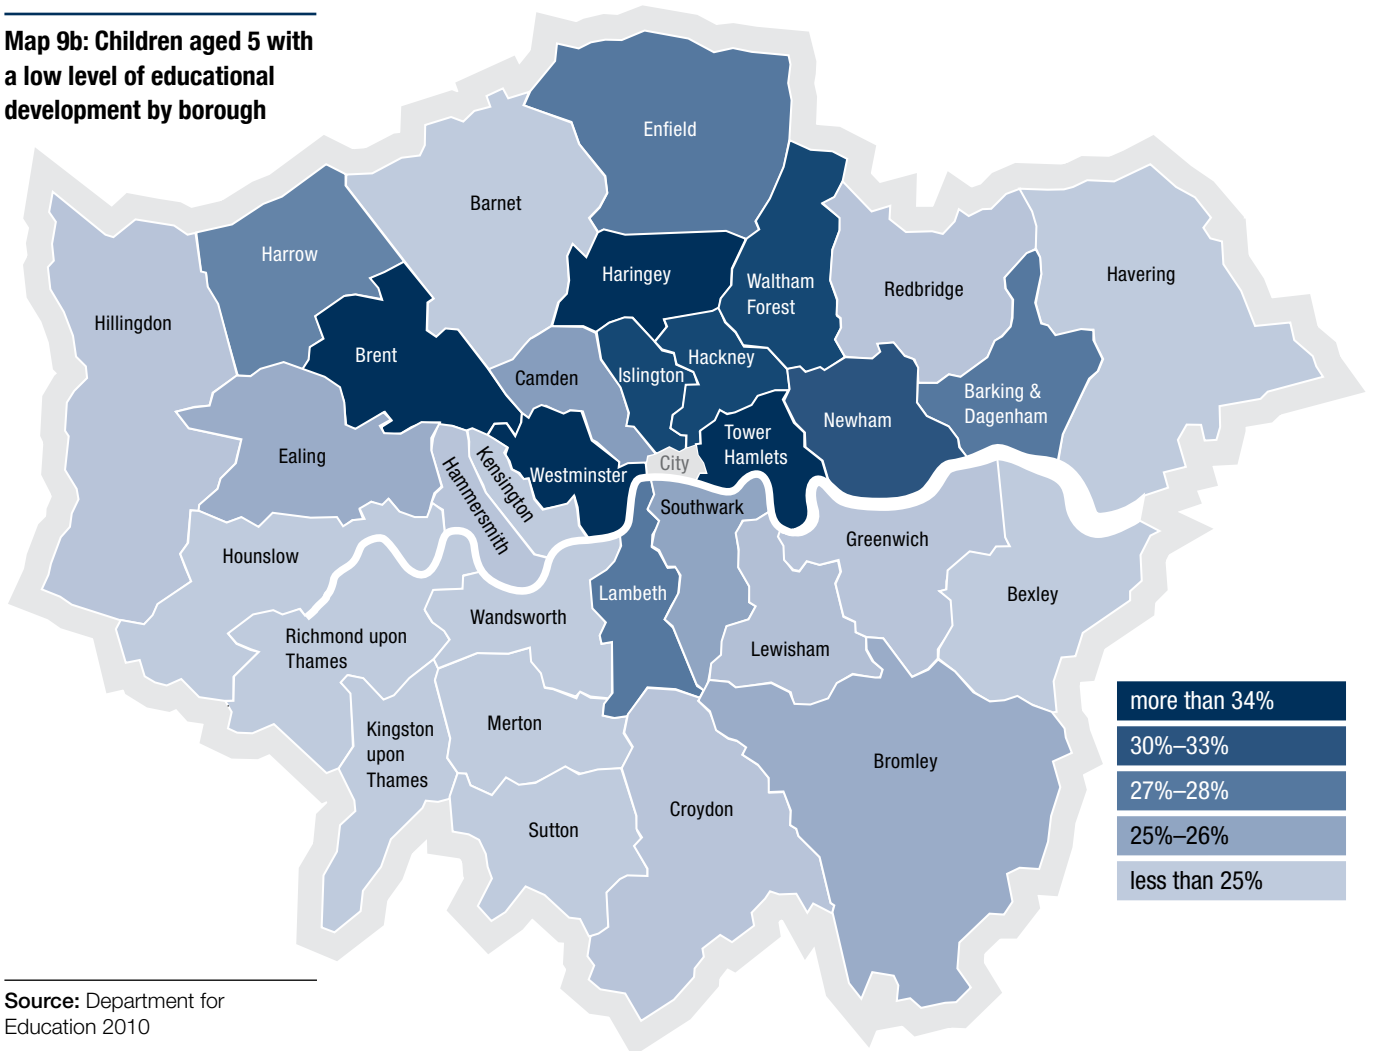 Map 9b: Children aged 5 with
a low level of educational
development by borough
Enfield
Barnet
Harrow
Haringey
Waltham
Forest
Redbridge
Havering
Hillingdon
Brent
Camden
Islington
Hackney
Barking &
Dagenham
Newham
Tower
Hamlets
Ealing
City
Westminster
Kensington
Hammersmith
Southwark
Hounslow
Greenwich
Lambeth
Bexley
Wandsworth
Richmond upon
Thames
Lewisham
Merton
Kingston
upon
Thames
Bromley
Croydon
Sutton
more than 34%
30%–33%
27%–28%
25%–26%
less than 25%
Source: Department for
Education 2010